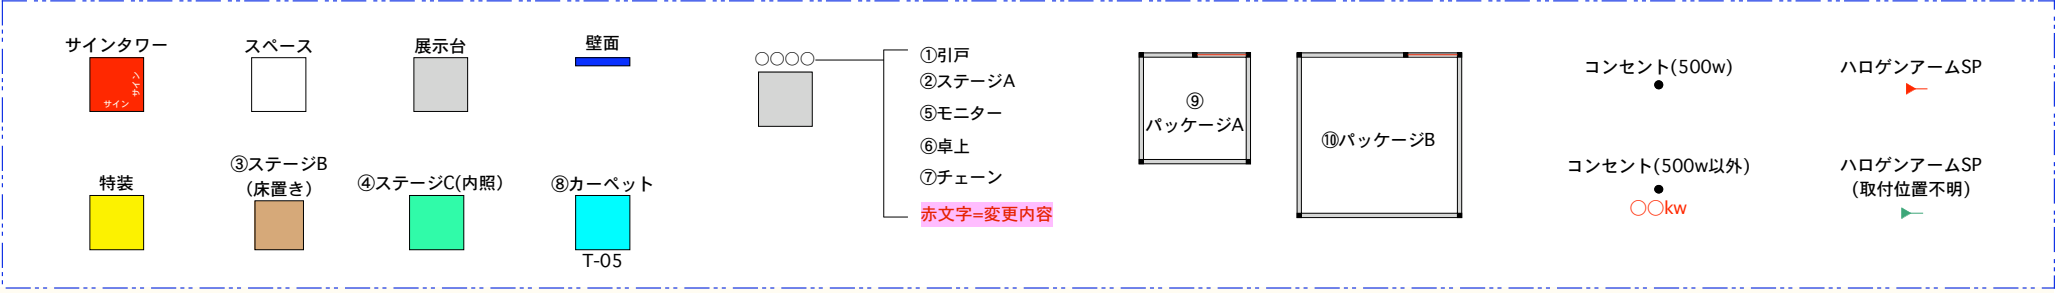 サインタワー
サイン
サイン
スペース
展示台
壁面
特装
③ステージB
（床置き）
④ステージC(内照）
⑧カーペット
T-05
○○○○
①引戸
②ステージA
⑤モニター
⑥卓上
⑦チェーン
赤文字=変更内容
⑨
パッケージA
⑩パッケージB
コンセント(500w)
コンセント(500w以外)
○○kw
ハロゲンアームSP
ハロゲンアームSP
(取付位置不明)